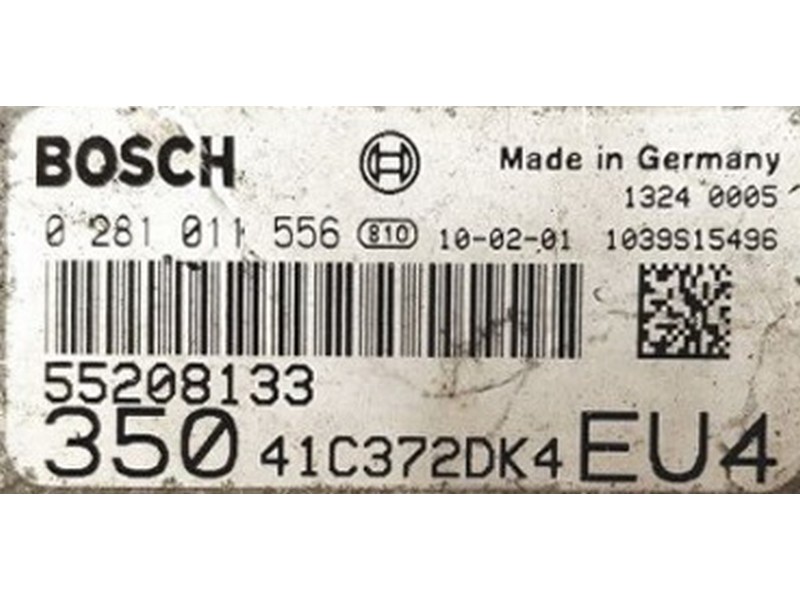 BOSCH Made in Germany
1324 0005
0 281 011 556 810 10-02-01 1039S15496
55208133
350 41C372DK4 EU4